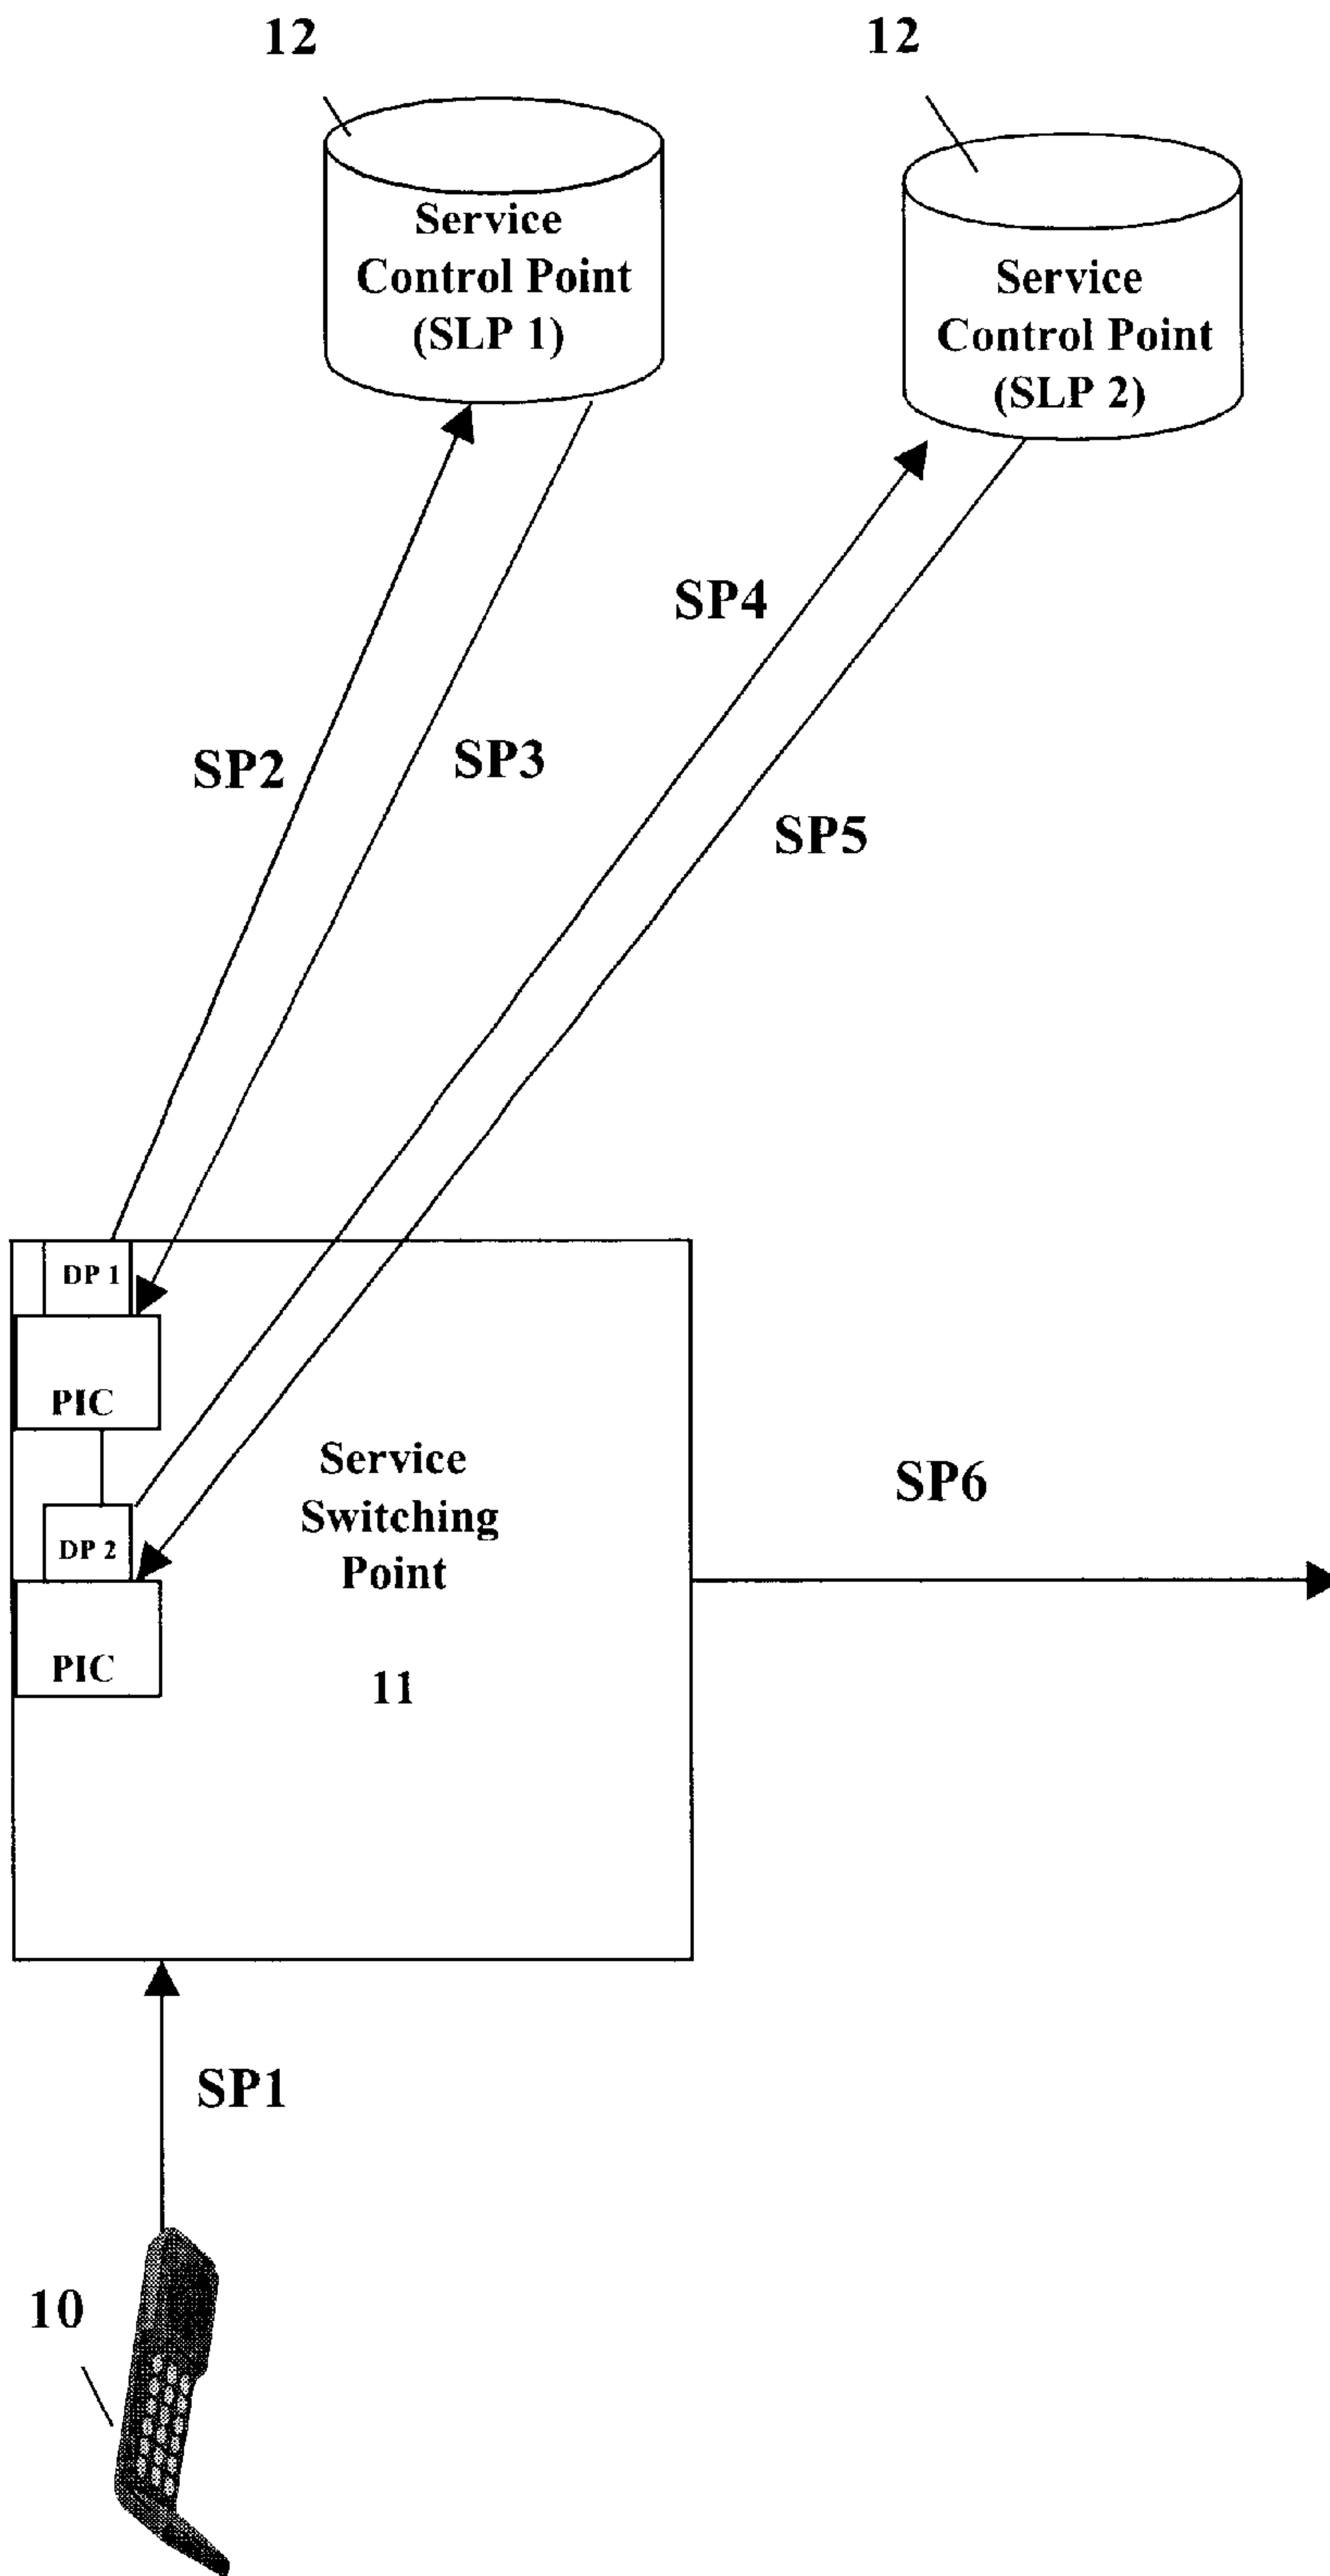 12
12
Service
Control Point
(SLP 1)
Service
Control Point
(SLP 2)
SP4
SP2
SP3
SP5
DP 1
PIC
Service
Switching
Point
11
SP6
DP 2
PIC
SP1
10